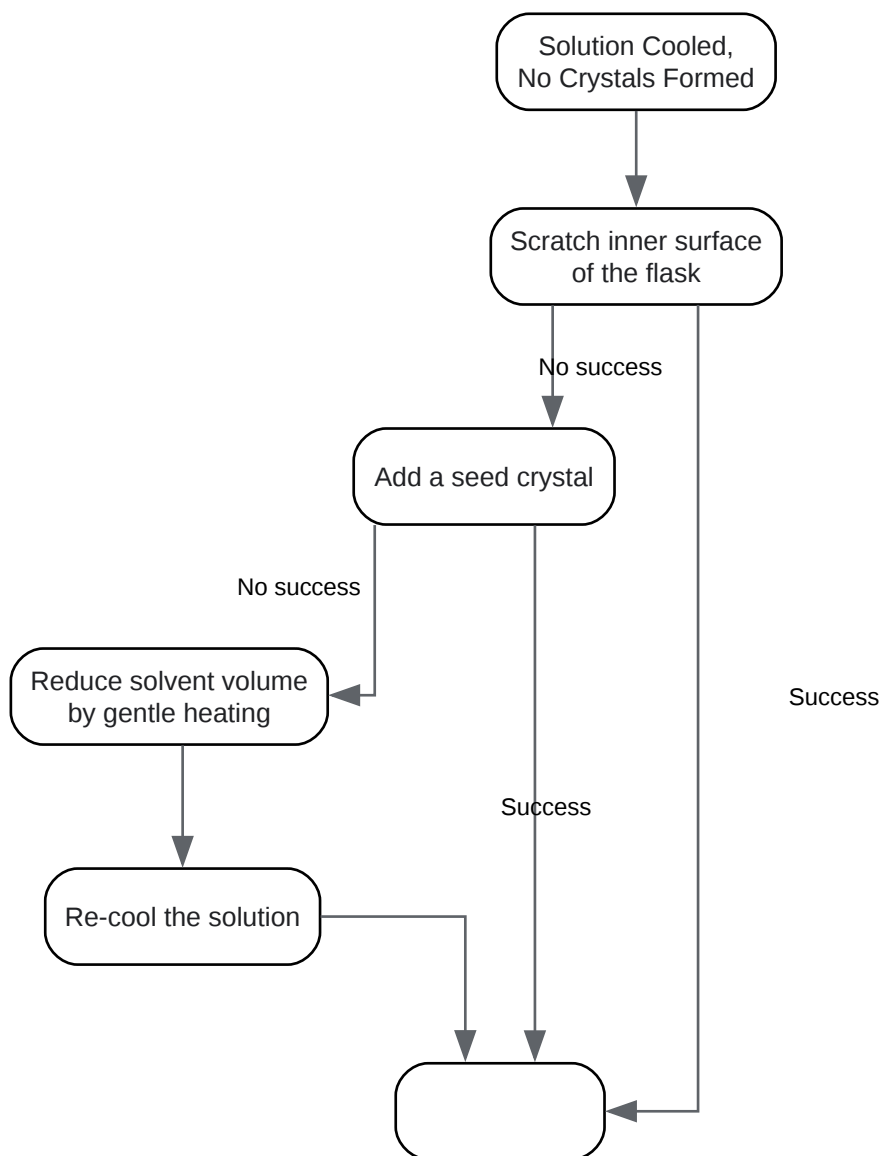 Solution Cooled,
No Crystals Formed
Scratch inner surface
of the flask
No success
Add a seed crystal
No success
Reduce solvent volume
by gentle heating
Success
Success
Re-cool the solution